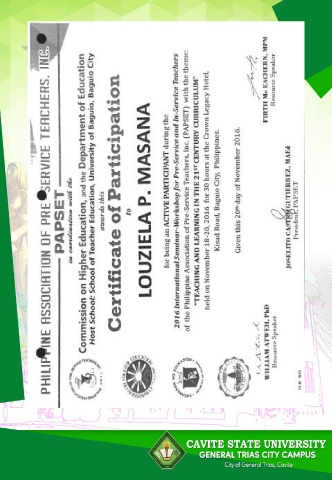 PHILIPPINE ASSOCIATION OF PRE-SERVICE TEACHERS, INC.
PAPSET
in consortium with the
Commission on Higher Education, and the Department of Education
Host School: School of Teacher Education, University of Baguio, Baguio City
awards this
Certificate of Participation
to
LOUZIELA P. MASANA
for being an ACTIVE PARTICIPANT during the
2016 International Seminar-Workshop for Pre-Service and In-Service Teachers
of the Philippine Association of Pre-Service Teachers, Inc. (PAPSET) with the theme:
"TEACHING AND LEARNING IN THE 21ST CENTURY CURRICULUM"
held on November 18-20, 2016 for 30 hours at the Crown Legacy Hotel,
Kisad Road, Baguio City, Philippines.
Given this 20th day of November 2016.
WILLIAM ATWEH, PhD
Resource Speaker
JOSELITO CASTRO GUTIERREZ, MAEd
President, PAPSET
FIRTH Mc EACHERN, MPM
Resource Speaker
CAVITE STATE UNIVERSITY
GENERAL TRIAS CITY CAMPUS
City of General Trias, Cavite